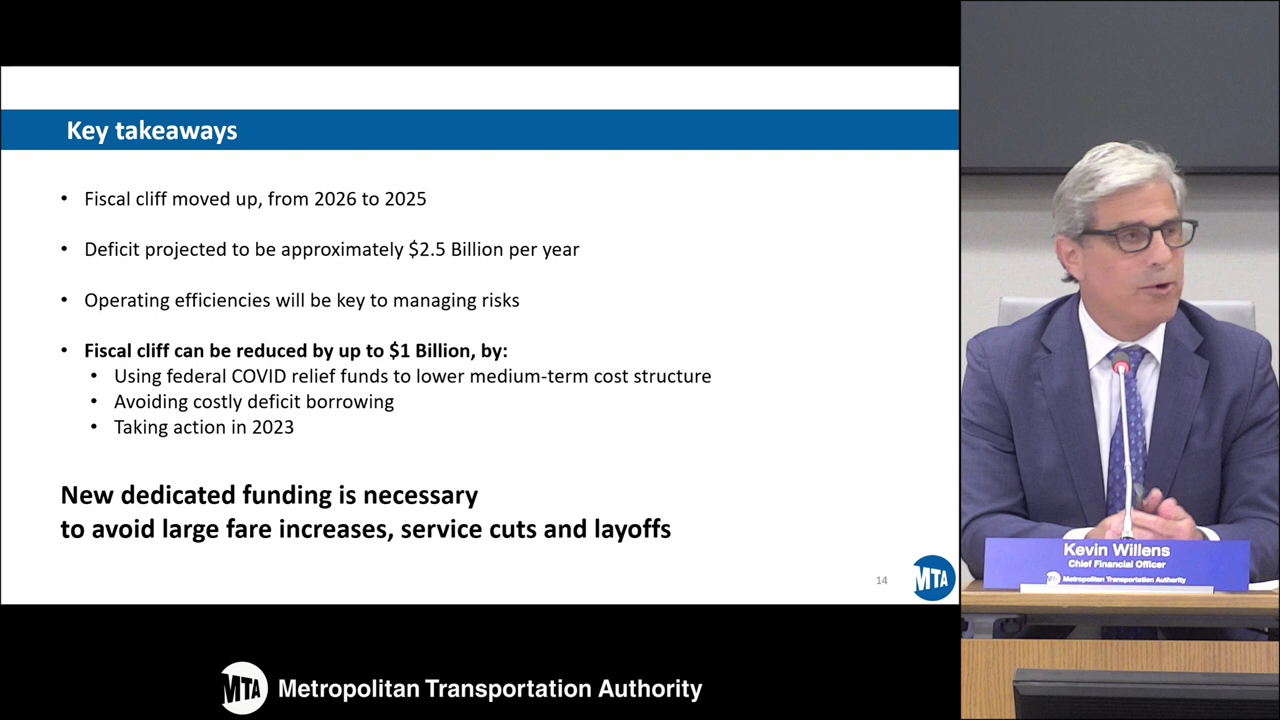 Key takeaways
• Fiscal cliff moved up, from 2026 to 2025
• Deficit projected to be approximately $2.5 Billion per year
• Operating efficiencies will be key to managing risks
• Fiscal cliff can be reduced by up to $1 Billion, by:
• Using federal COVID relief funds to lower medium-term cost structure
• Avoiding costly deficit borrowing
• Taking action in 2023
New dedicated funding is necessary
to avoid large fare increases, service cuts and layoffs
14
MTA
Kevin Willens
Chief Financial Officer
MTA Metropolitan Transportation Authority
MTA Metropolitan Transportation Authority